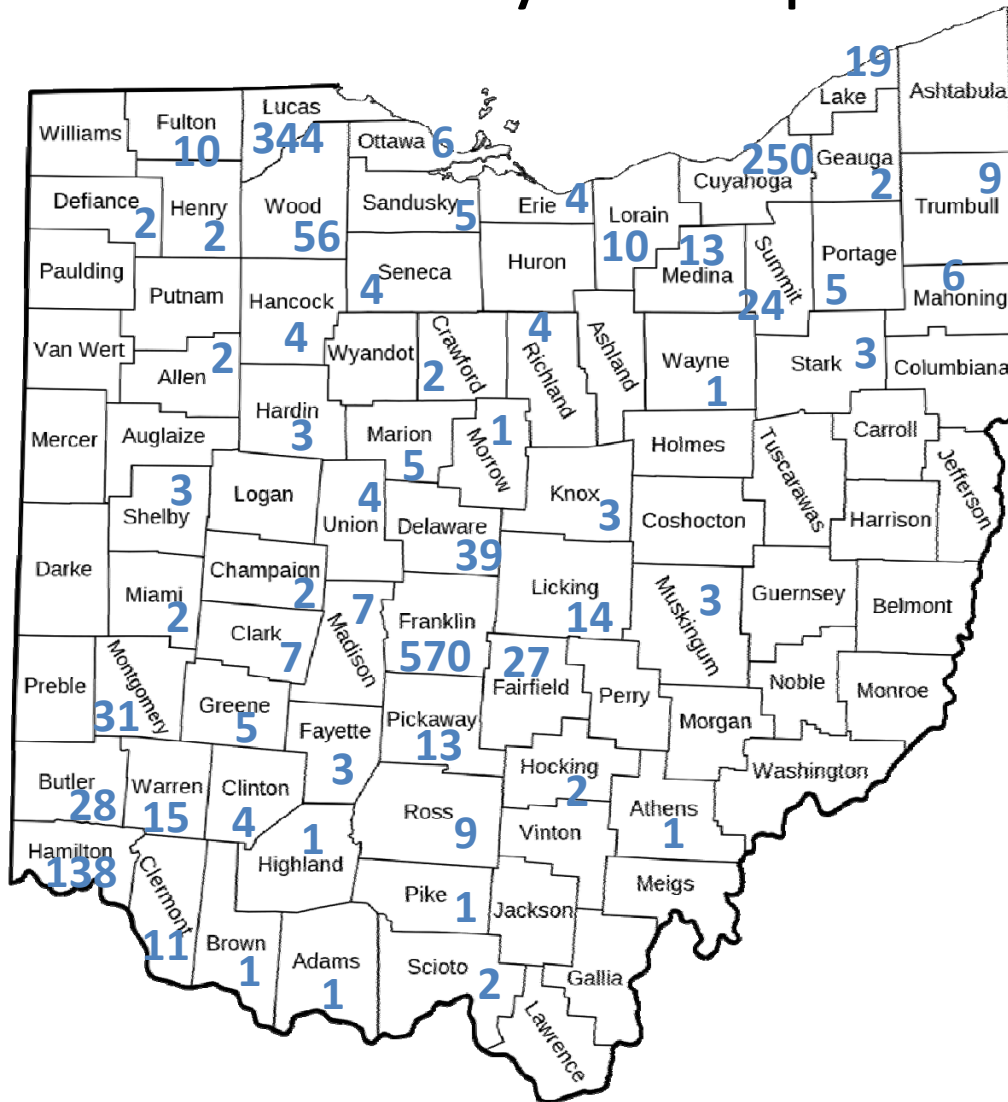 19
Lake
Ashtabula
Lucas
Fulton
Williams
344
10
Ottawa 6
250
Geauga
Cuyahoga
2
9
Trumbull
Defiance
2
Henry
2
Wood
56
Sandusky
5
Erie 4
Lorain
10
13
Medina
Summit
24
Portage
5
6
Mahoning
Paulding
Putnam
Hancock
4
Seneca
4
Huron
Van Wert
2
Allen
Wyandot
Crawford
2
4
Richland
Ashland
Wayne
1
Stark 3
Columbiana
Mercer
Auglaize
Hardin
3
Marion
5
1
Morrow
Holmes
Tuscarawas
Carroll
Jefferson
3
Shelby
Logan
4
Union
Delaware
39
Knox
3
Coshocton
Harrison
Darke
Miami
2
Champaign
2
Clark
7
7
Madison
Franklin
570
Licking
14
Muskingum
3
Guernsey
Belmont
Preble
Montgomery
31
Greene
5
Fayette
3
Pickaway
13
27
Fairfield
Perry
Morgan
Noble
Monroe
Butler
28
Warren
15
Clinton
4
Ross
9
Hocking
2
Vinton
Athens
1
Washington
Hamilton
138
Clermont
11
1
Highland
Pike 1
Jackson
Meigs
Brown
1
Adams
1
Scioto
2
Gallia
Lawrence